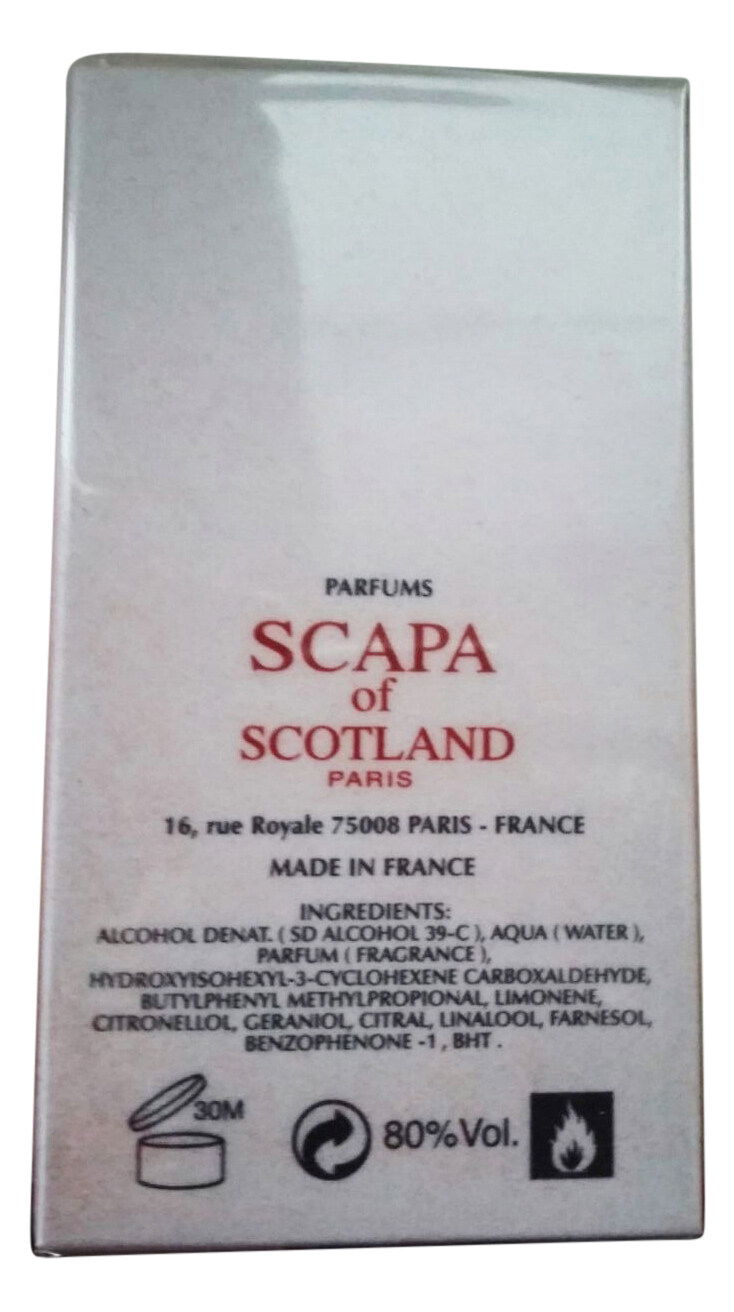 PARFUMS
SCAPA
of
SCOTLAND
PARIS
16, rue Royale 75008 PARIS - FRANCE
MADE IN FRANCE
INGREDIENTS:
ALCOHOL DENAT. ( SD ALCOHOL 39-C ), AQUA ( WATER ),
PARFUM ( FRAGRANCE ),
HYDROXYISOHEXYL-3-CYCLOHEXENE CARBOXALDEHYDE,
BUTYLPHENYL METHYLPROPIONAL, LIMONENE,
CITRONELLOL, GERANIOL, CITRAL, LINALOOL, FARNESOL,
BENZOPHENONE -1 , BHT .
30M
80%Vol.